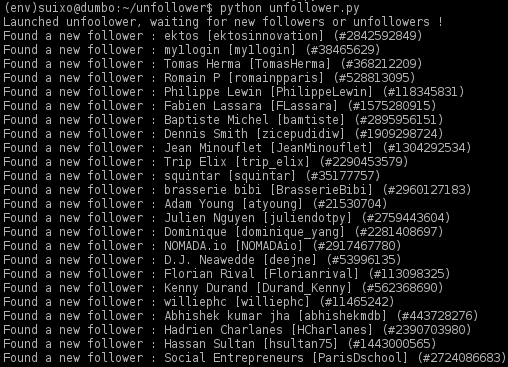 (env)suixo@dumbo:~/unfollower$ python unfollower.py
Launched unfoolower, waiting for new followers or unfollowers !
Found a new follower : ektos [ektosinnovation] (#2842592849)
Found a new follower : my1login [my1login] (#38465629)
Found a new follower : Tomas Herma [TomasHerma] (#368212209)
Found a new follower : Romain P [romainpparis] (#528813095)
Found a new follower : Philippe Lewin [PhilippeLewin] (#118345831)
Found a new follower : Fabien Lassara [FLassara] (#1575280915)
Found a new follower : Baptiste Michel [bamtiste] (#2895956151)
Found a new follower : Dennis Smith [zicepudidiw] (#1909298724)
Found a new follower : Jean Minouflet [JeanMinouflet] (#1304292534)
Found a new follower : Trip Elix [trip_elix] (#2290453579)
Found a new follower : squintar [squintar] (#35177757)
Found a new follower : brasserie bibi [BrasserieBibi] (#2960127183)
Found a new follower : Adam Young [atyoung] (#21530704)
Found a new follower : Julien Nguyen [juliendotpy] (#2759443604)
Found a new follower : Dominique [dominique_yang] (#2281408697)
Found a new follower : NOMADA.io [NOMADAio] (#2917467780)
Found a new follower : D.J. Neawedde [deejne] (#53996135)
Found a new follower : Florian Rival [Florianrival] (#113098325)
Found a new follower : Kenny Durand [Durand_Kenny] (#562368690)
Found a new follower : williephc [williephc] (#11465242)
Found a new follower : Abhishek kumar jha [abhishekmdb] (#443728276)
Found a new follower : Hadrien Charlanes [HCharlanes] (#2390703980)
Found a new follower : Hassan Sultan [hsultan75] (#1443000565)
Found a new follower : Social Entrepreneurs [ParisDschool] (#2724086683)